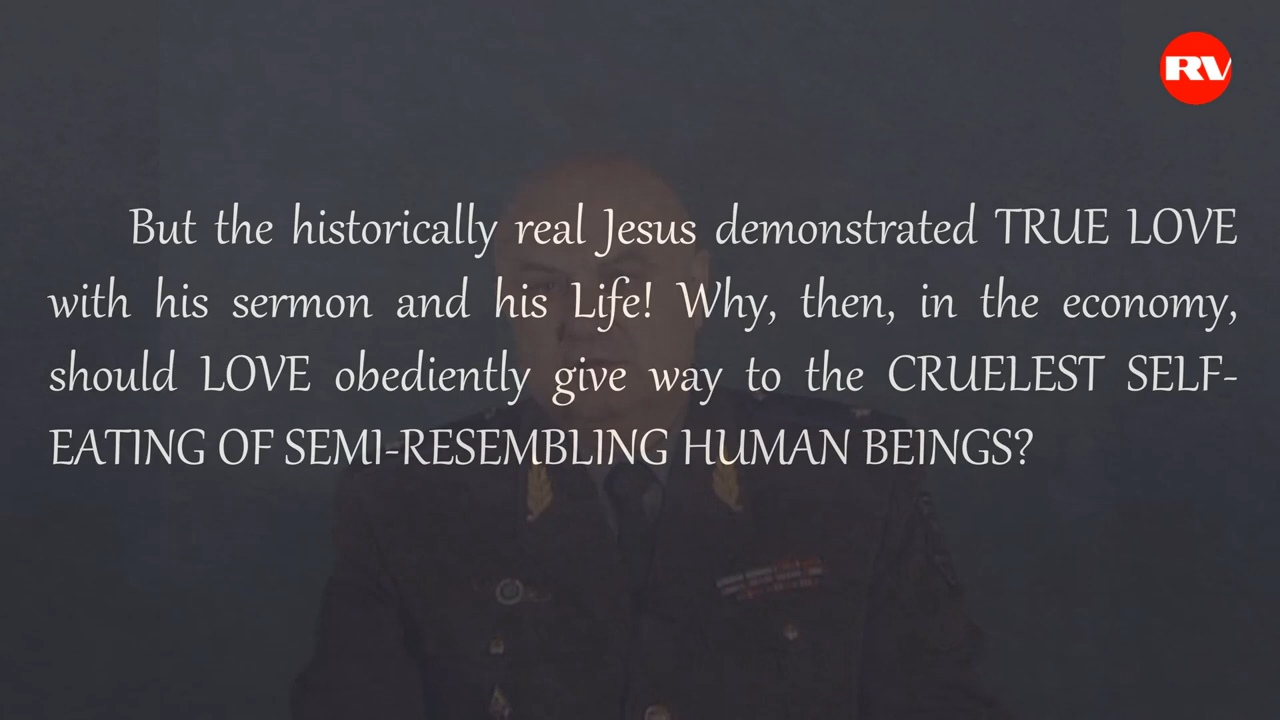 RV
But the historically real Jesus demonstrated TRUE LOVE
with his sermon and his Life! Why, then, in the economy,
should LOVE obediently give way to the CRUELEST SELF-
EATING OF SEMI-RESEMBLING HUMAN BEINGS?